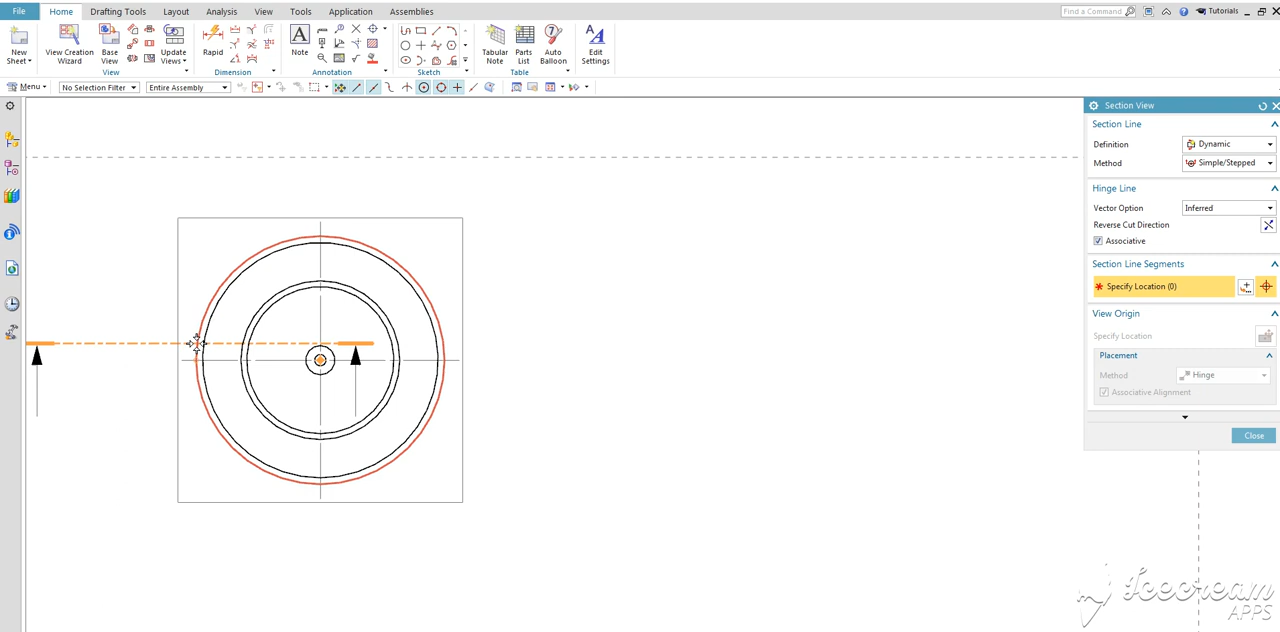 File Home Drafting Tools Layout Analysis View Tools Application Assemblies Find a Command Tutorials
New Sheet View Creation Wizard Base View Update Views Rapid Note Tabular Note Parts List Auto Balloon Edit Settings
View Dimension Annotation Sketch Table
Menu No Selection Filter Entire Assembly
Section View
Section Line
Definition Dynamic
Method Simple/Stepped
Hinge Line
Vector Option Inferred
Reverse Cut Direction
Associative
Section Line Segments
* Specify Location (0)
View Origin
Specify Location
Placement
Method Hinge
Associative Alignment
Close
Icecream
APPS